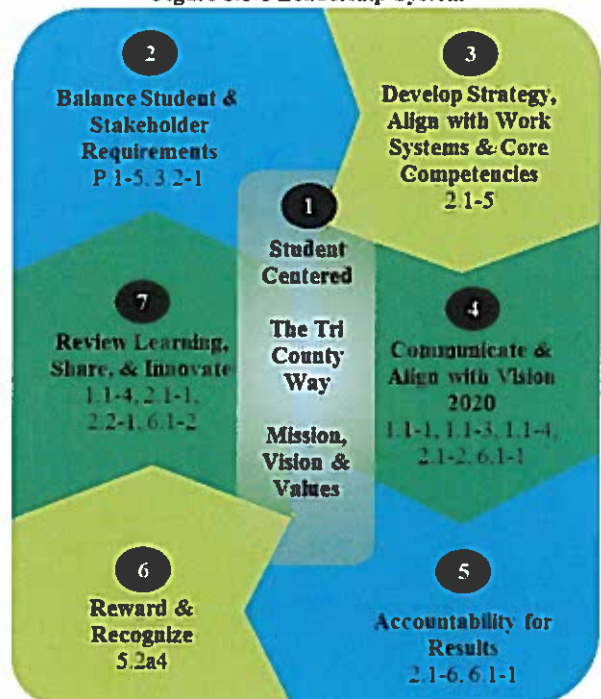 Leadership System
2
Balance Student &
Stakeholder
Requirements
P.1-5, 3.2-1
3
Develop Strategy,
Align with Work
Systems & Core
Competencies
2.1-5
1
Student
Centered
The Tri
County
Way
Mission,
Vision &
Values
4
Communicate &
Align with Vision
2020
1.1-1, 1.1-3, 1.1-4,
2.1-2, 6.1-1
5
Accountability for
Results
2.1-6, 6.1-1
6
Reward &
Recognize
5.2a4
7
Review Learning,
Share, & Innovate
1.1-4, 2.1-1,
2.2-1, 6.1-2